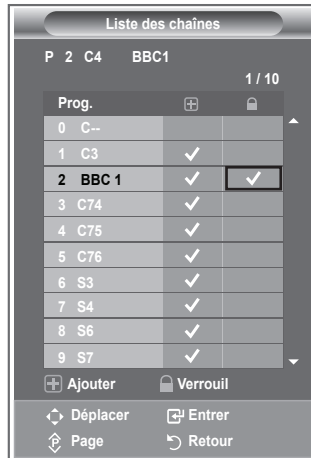 Liste des chaînes
P 2 C4 BBC1
1 / 10
Prog.
0 C--
1 C3
2 BBC 1
3 C74
4 C75
5 C76
6 S3
7 S4
8 S6
9 S7
Ajouter Verrouil
Déplacer Entrer
P Page Retour